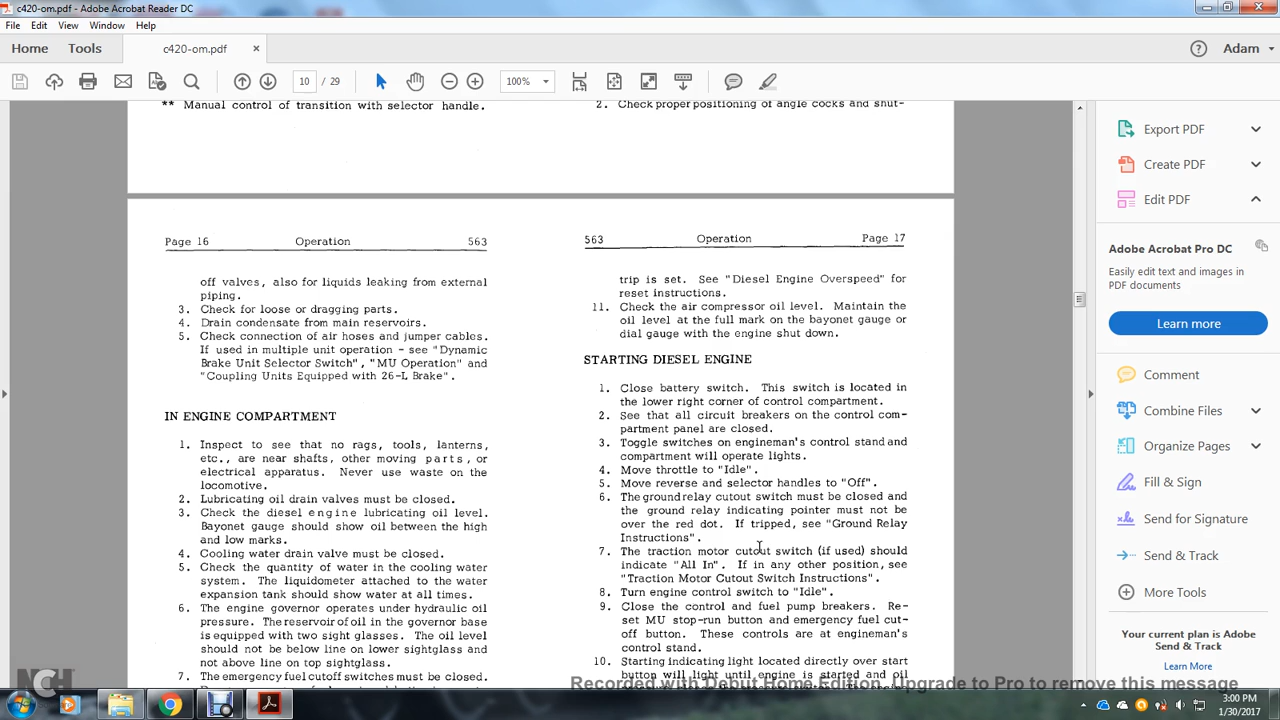 c420-om.pdf - Adobe Acrobat Reader DC
File Edit View Window Help
Home Tools c420-om.pdf × Adam
10 / 29 100%
** Manual control of transition with selector handle.
2. Check proper positioning of angle cocks and shut-
Page 16 Operation 563
off valves, also for liquids leaking from external
piping.
3. Check for loose or dragging parts.
4. Drain condensate from main reservoirs.
5. Check connection of air hoses and jumper cables.
If used in multiple unit operation - see "Dynamic
Brake Unit Selector Switch", "MU Operation" and
"Coupling Units Equipped with 26-L Brake".
IN ENGINE COMPARTMENT
1. Inspect to see that no rags, tools, lanterns,
etc., are near shafts, other moving parts, or
electrical apparatus. Never use waste on the
locomotive.
2. Lubricating oil drain valves must be closed.
3. Check the diesel engine lubricating oil level.
Bayonet gauge should show oil between the high
and low marks.
4. Cooling water drain valve must be closed.
5. Check the quantity of water in the cooling water
system. The liquidometer attached to the water
expansion tank should show water at all times.
6. The engine governor operates under hydraulic oil
pressure. The reservoir of oil in the governor base
is equipped with two sight glasses. The oil level
should not be below line on lower sightglass and
not above line on top sightglass.
7. The emergency fuel cutoff switches must be closed.
563 Operation Page 17
trip is set. See "Diesel Engine Overspeed" for
reset instructions.
11. Check the air compressor oil level. Maintain the
oil level at the full mark on the bayonet gauge or
dial gauge with the engine shut down.
STARTING DIESEL ENGINE
1. Close battery switch. This switch is located in
the lower right corner of control compartment.
2. See that all circuit breakers on the control com-
partment panel are closed.
3. Toggle switches on engineman's control stand and
compartment will operate lights.
4. Move throttle to "Idle".
5. Move reverse and selector handles to "Off".
6. The ground relay cutout switch must be closed and
the ground relay indicating pointer must not be
over the red dot. If tripped, see "Ground Relay
Instructions".
7. The traction motor cutout switch (if used) should
indicate "All In". If in any other position, see
"Traction Motor Cutout Switch Instructions".
8. Turn engine control switch to "Idle".
9. Close the control and fuel pump breakers. Re-
set MU stop-run button and emergency fuel cut-
off button. These controls are at engineman's
control stand.
10. Starting indicating light located directly over start
button will light until engine is started and oil
Export PDF
Create PDF
Edit PDF
Adobe Acrobat Pro DC
Easily edit text and images in
PDF documents
Learn more
Comment
Combine Files
Organize Pages
Fill & Sign
Send for Signature
Send & Track
More Tools
Your current plan is Adobe
Send & Track
Learn More
NCH
Recorded with Debut Home Edition. Upgrade to Pro to remove this message
3:00 PM
1/30/2017